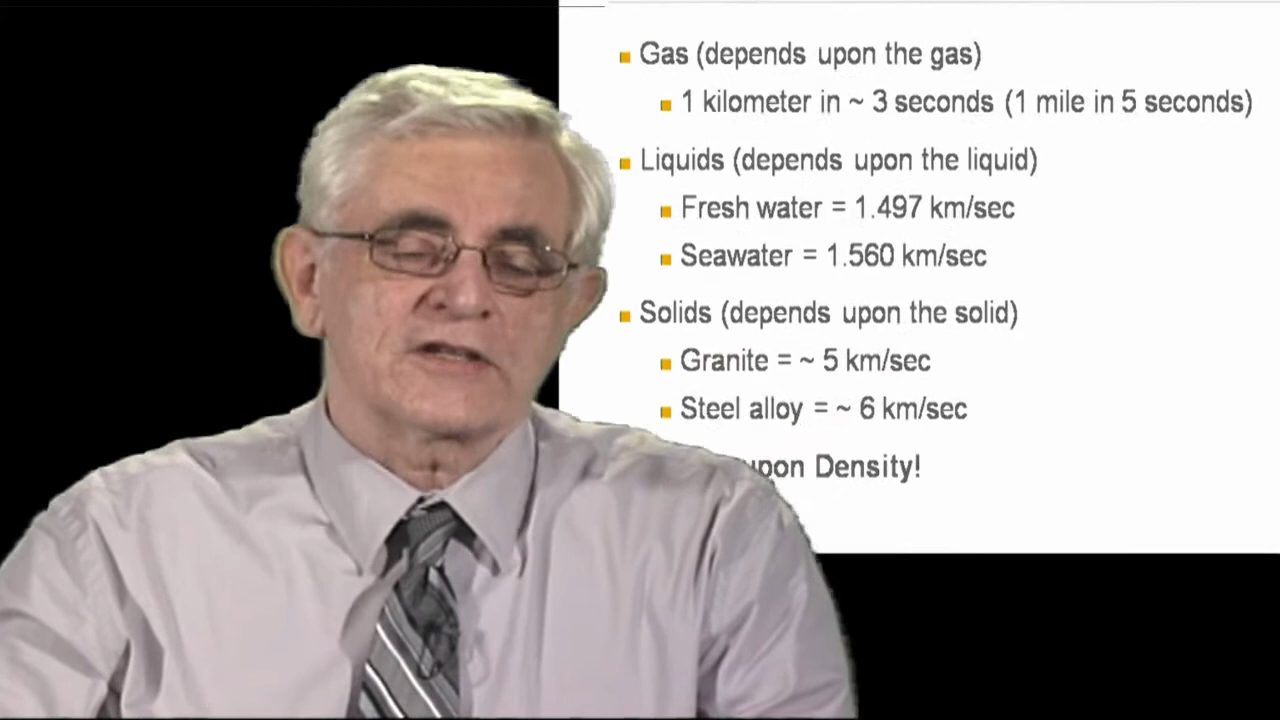 Gas (depends upon the gas)
1 kilometer in ~ 3 seconds (1 mile in 5 seconds)
Liquids (depends upon the liquid)
Fresh water = 1.497 km/sec
Seawater = 1.560 km/sec
Solids (depends upon the solid)
Granite = ~ 5 km/sec
Steel alloy = ~ 6 km/sec
upon Density!